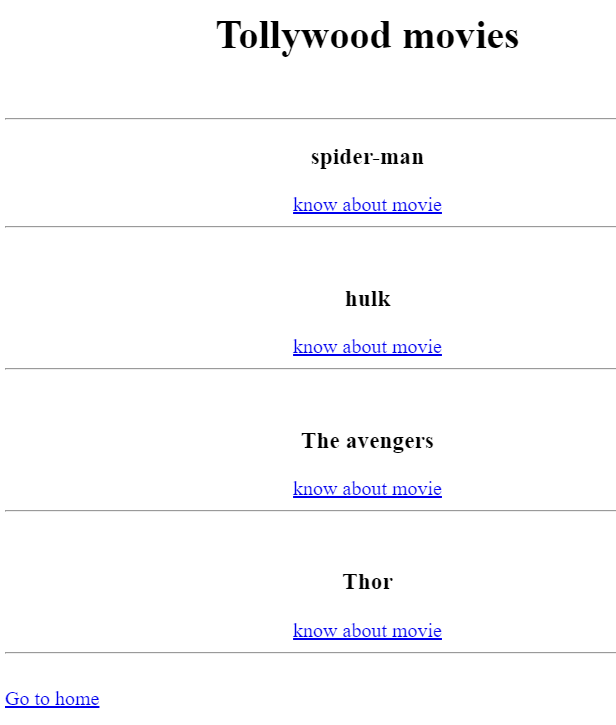 Tollywood movies
spider-man
know about movie
hulk
know about movie
The avengers
know about movie
Thor
know about movie
Go to home